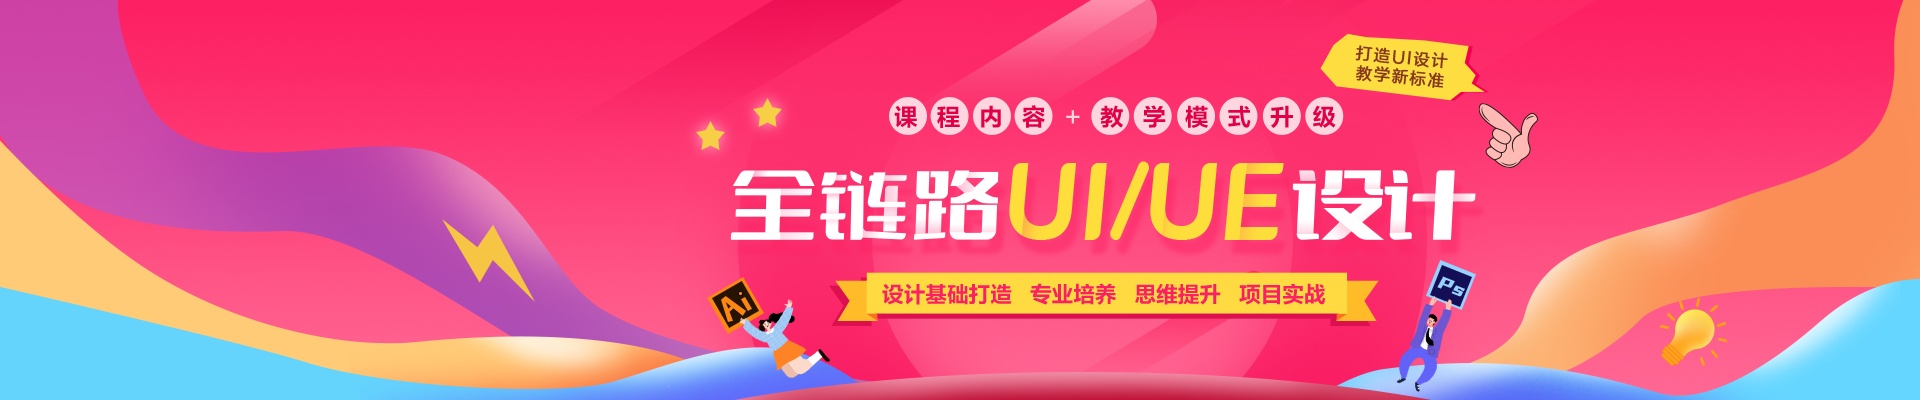 打造UI设计
教学新标准
课程内容 + 教学模式升级
全链路UI/UE设计
设计基础打造 专业培养 思维提升 项目实战
Ai
Ps